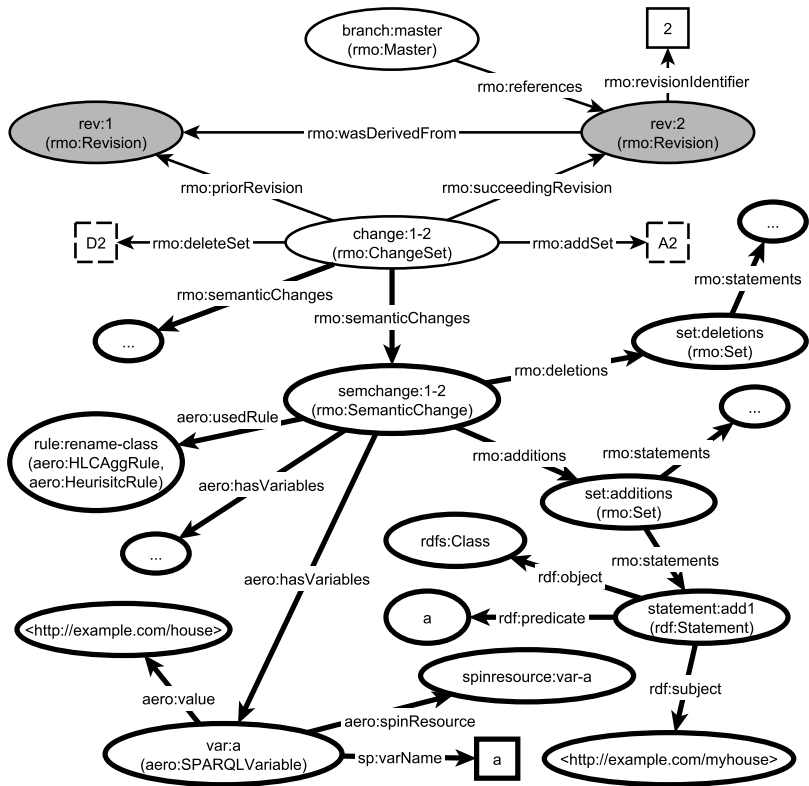 branch:master
(rmo:Master)
2
rmo:references
rmo:revisionIdentifier
rev:1
(rmo:Revision)
rmo:wasDerivedFrom
rev:2
(rmo:Revision)
rmo:priorRevision
rmo:succeedingRevision
...
D2
rmo:deleteSet
change:1-2
(rmo:ChangeSet)
rmo:addSet
A2
rmo:statements
rmo:semanticChanges
rmo:semanticChanges
...
set:deletions
(rmo:Set)
rmo:deletions
semchange:1-2
(rmo:SemanticChange)
...
aero:usedRule
rule:rename-class
(aero:HLCAggRule,
aero:HeurisitcRule)
rmo:additions
rmo:statements
aero:hasVariables
set:additions
(rmo:Set)
...
rdfs:Class
rmo:statements
aero:hasVariables
rdf:object
<http://example.com/house>
a
rdf:predicate
statement:add1
(rdf:Statement)
spinresource:var-a
rdf:subject
aero:value
aero:spinResource
var:a
(aero:SPARQLVariable)
sp:varName
a
<http://example.com/myhouse>